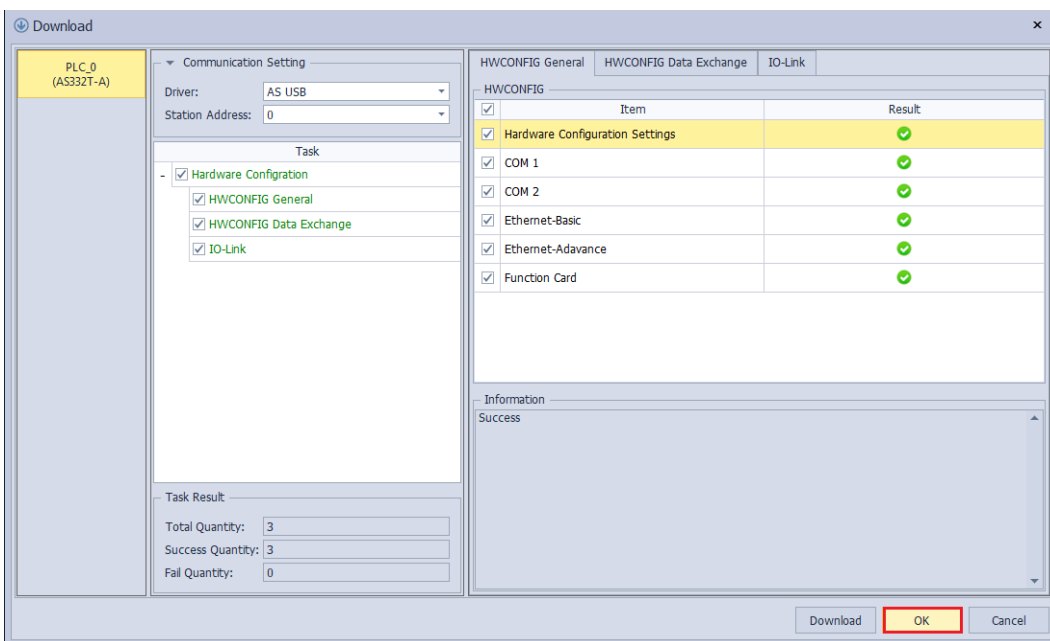 Download
PLC_0
(AS332T-A)
Communication Setting
Driver: AS USB
Station Address: 0
Task
Hardware Configration
HWCONFIG General
HWCONFIG Data Exchange
IO-Link
Task Result
Total Quantity: 3
Success Quantity: 3
Fail Quantity: 0
HWCONFIG General HWCONFIG Data Exchange IO-Link
HWCONFIG
Item Result
Hardware Configuration Settings
COM 1
COM 2
Ethernet-Basic
Ethernet-Adavance
Function Card
Information
Success
Download OK Cancel